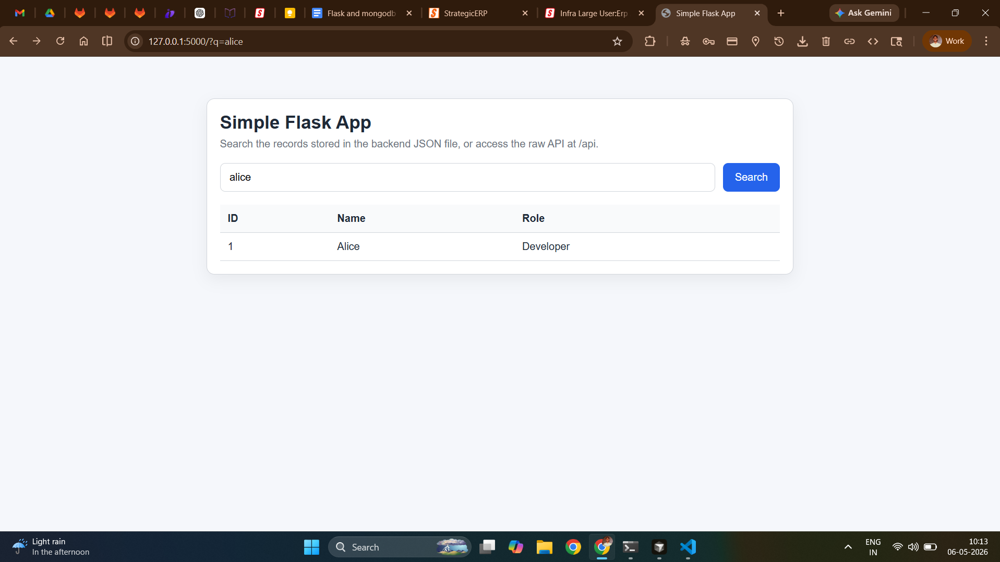 Flask and mongodb
StrategicERP
Infra Large User:Erp
Simple Flask App
Ask Gemini
127.0.0.1:5000/?q=alice
Work
Simple Flask App
Search the records stored in the backend JSON file, or access the raw API at /api.
alice
Search
ID Name Role
1 Alice Developer
Light rain
In the afternoon
Search
ENG
IN
10:13
06-05-2026